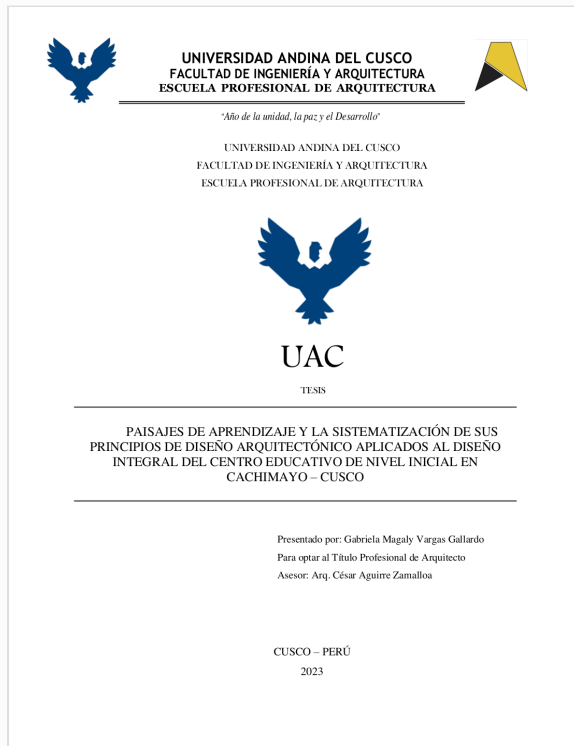 UNIVERSIDAD ANDINA DEL CUSCO
FACULTAD DE INGENIERÍA Y ARQUITECTURA
ESCUELA PROFESIONAL DE ARQUITECTURA
"Año de la unidad, la paz y el Desarrollo"
UNIVERSIDAD ANDINA DEL CUSCO
FACULTAD DE INGENIERÍA Y ARQUITECTURA
ESCUELA PROFESIONAL DE ARQUITECTURA
UAC
TESIS
PAISAJES DE APRENDIZAJE Y LA SISTEMATIZACIÓN DE SUS
PRINCIPIOS DE DISEÑO ARQUITECTÓNICO APLICADOS AL DISEÑO
INTEGRAL DEL CENTRO EDUCATIVO DE NIVEL INICIAL EN
CACHIMAYO – CUSCO
Presentado por: Gabriela Magaly Vargas Gallardo
Para optar al Título Profesional de Arquitecto
Asesor: Arq. César Aguirre Zamalloa
CUSCO – PERÚ
2023